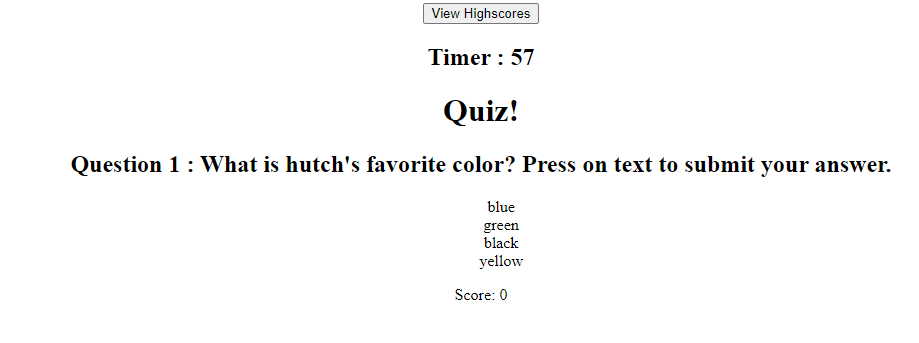 View Highscores
Timer : 57
Quiz!
Question 1 : What is hutch's favorite color? Press on text to submit your answer.
blue
green
black
yellow
Score: 0